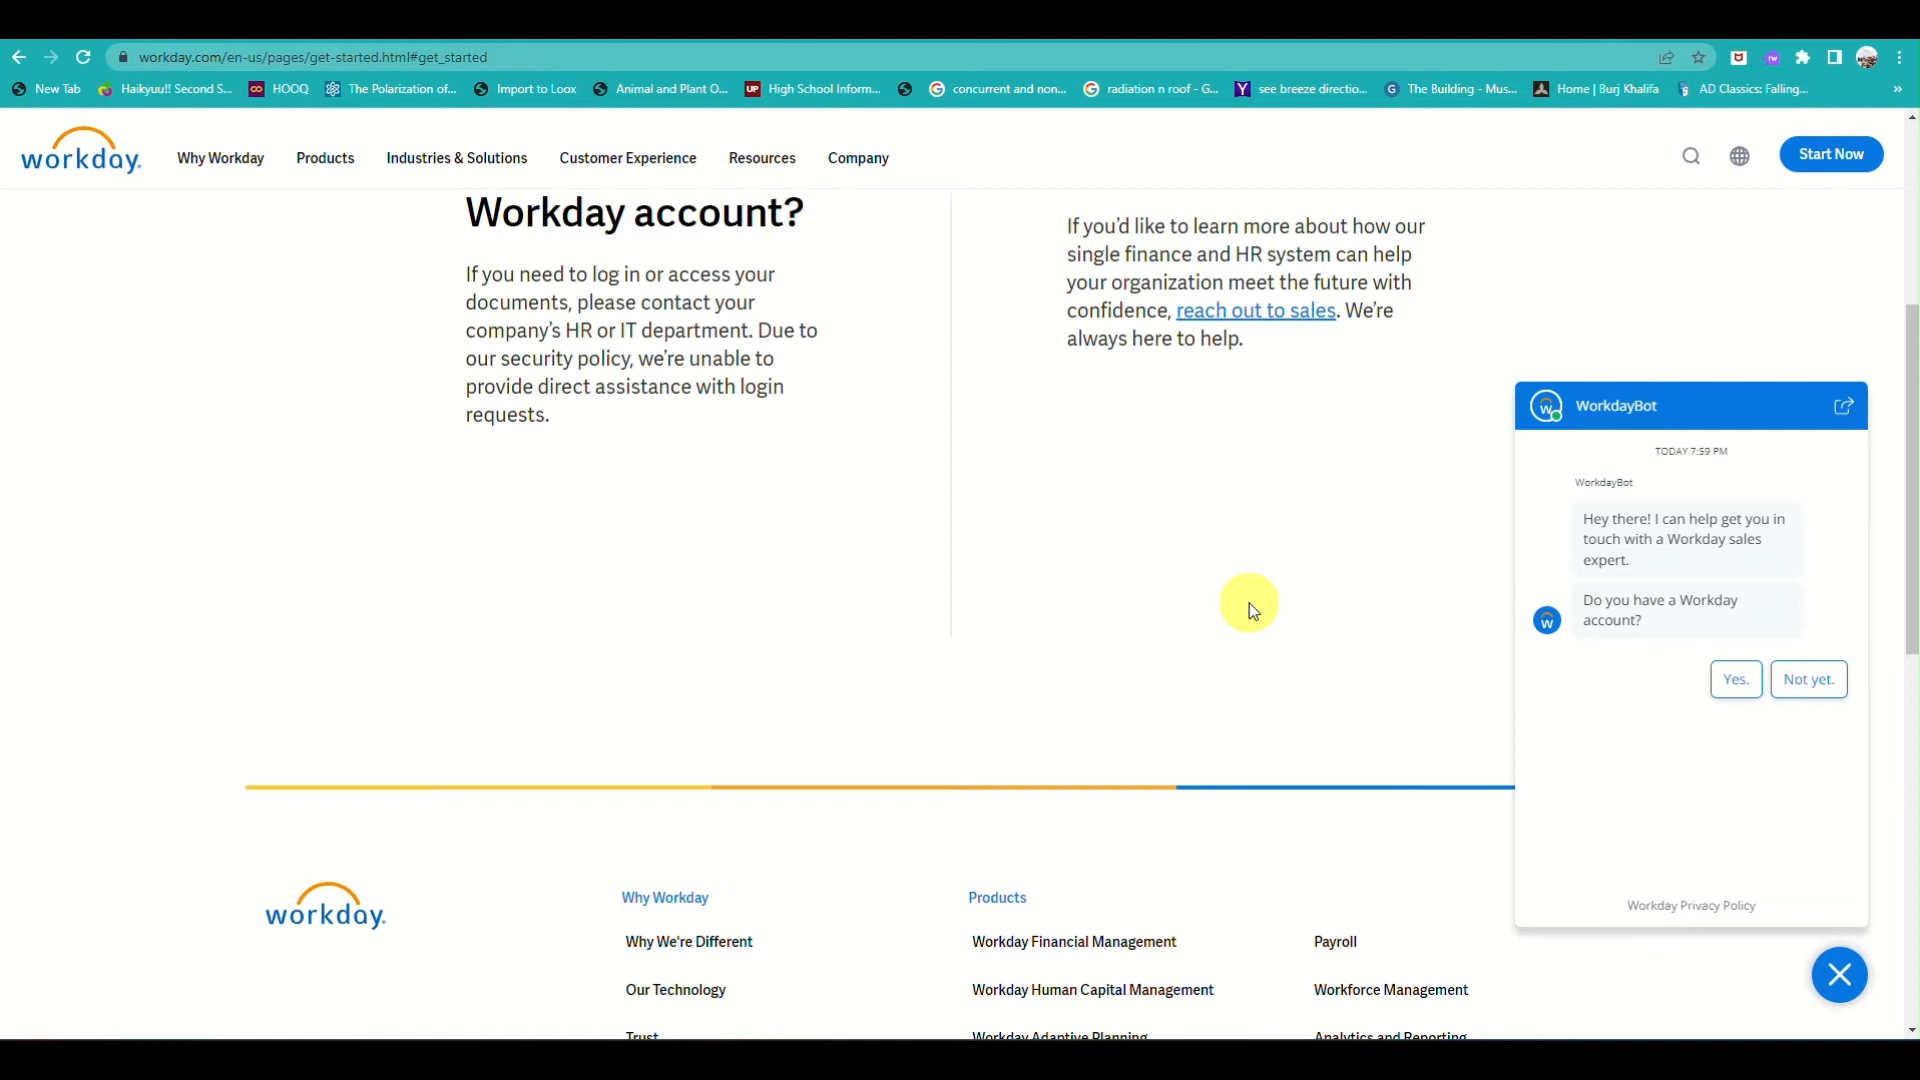 workday.com/en-us/pages/get-started.html#get_started
New Tab
Haikyuu!! Second S...
HOOQ
The Polarization of...
Import to Loox
Animal and Plant O...
UP
High School Inform...
concurrent and non...
radiation n roof - G...
see breeze directio...
The Building - Mus...
Home | Burj Khalifa
AD Classics: Falling...
»
workday.
Why Workday
Products
Industries & Solutions
Customer Experience
Resources
Company
Start Now
Workday account?
If you need to log in or access your
documents, please contact your
company's HR or IT department. Due to
our security policy, we're unable to
provide direct assistance with login
requests.
If you'd like to learn more about how our
single finance and HR system can help
your organization meet the future with
confidence, reach out to sales. We're
always here to help.
WorkdayBot
TODAY 7:59 PM
WorkdayBot
Hey there! I can help get you in
touch with a Workday sales
expert.
Do you have a Workday
account?
Yes.
Not yet.
Workday Privacy Policy
workday.
Why Workday
Why We're Different
Our Technology
Trust
Products
Workday Financial Management
Workday Human Capital Management
Workday Adaptive Planning
Payroll
Workforce Management
Analytics and Reporting